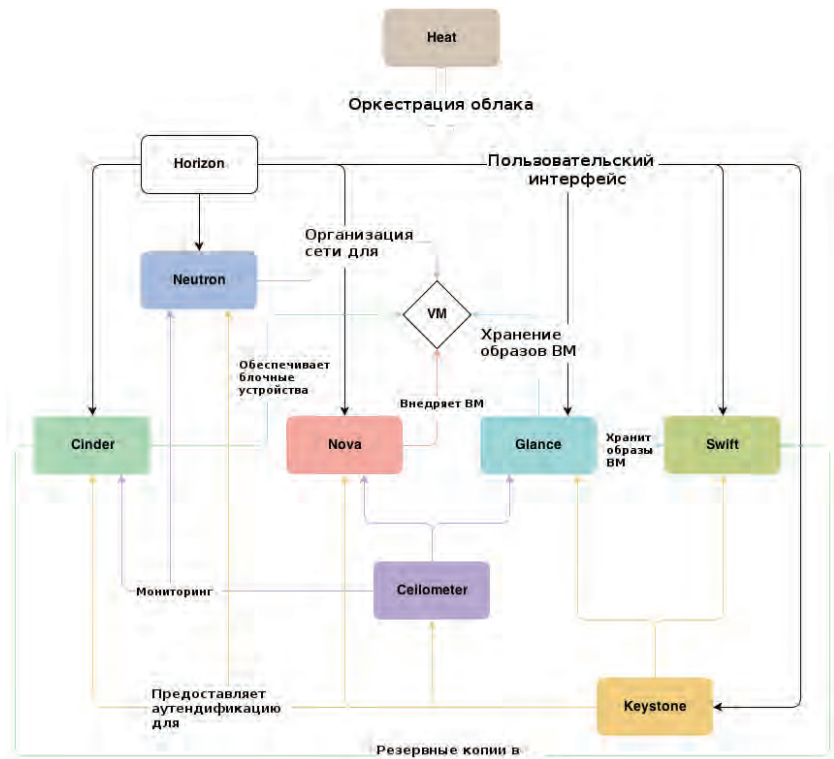 Heat
Оркестрация облака
Horizon
Пользовательский
интерфейс
Организация
сети для
Neutron
VM
Хранение
образов ВМ
Обеспечивает
блочные
устройства
Внедряет ВМ
Cinder
Nova
Glance
Хранит
образы
ВМ
Swift
Мониторинг
Ceilometer
Предоставляет
аутендификацию
для
Keystone
Резервные копии в